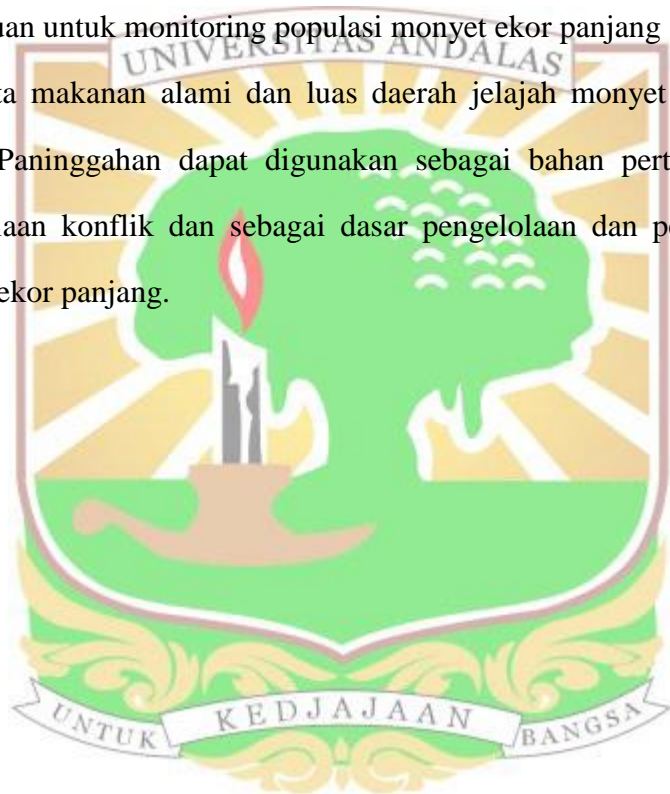 uan untuk monitoring populasi monyet ekor panjang
UNIVERSITAS ANDALAS
ta makanan alami dan luas daerah jelajah monyet
Paninggahan dapat digunakan sebagai bahan pert
laan konflik dan sebagai dasar pengelolaan dan pe
ekor panjang.
UNTUK KEDJAJAAN BANGSA